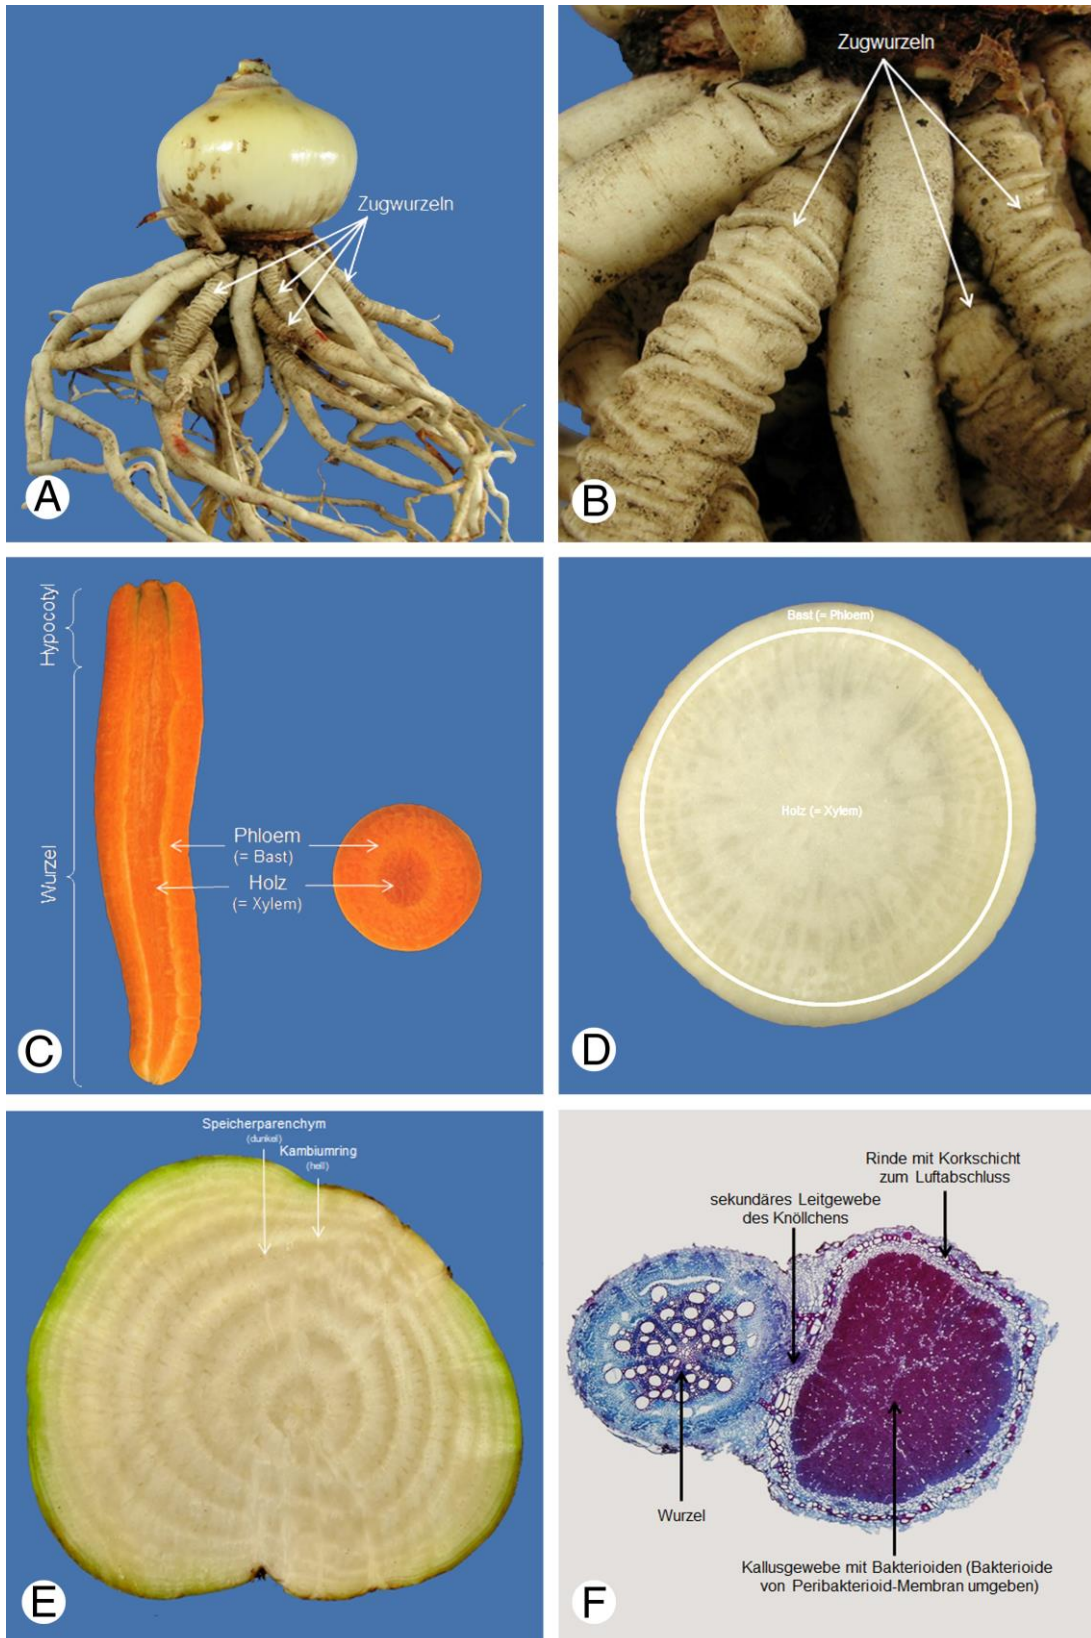 Zugwurzeln
A
Zugwurzeln
B
Hypocotyl
Wurzel
Phloem
(= Bast)
Holz
(= Xylem)
C
Bast (= Phloem)
Holz (= Xylem)
D
Speicherparenchym
(dunkel)
Kambiumring
(hell)
E
Rinde mit Korkschicht
zum Luftabschluss
sekundäres Leitgewebe
des Knöllchens
Wurzel
Kallusgewebe mit Bakterioiden (Bakterioide
von Peribakterioid-Membran umgeben)
F